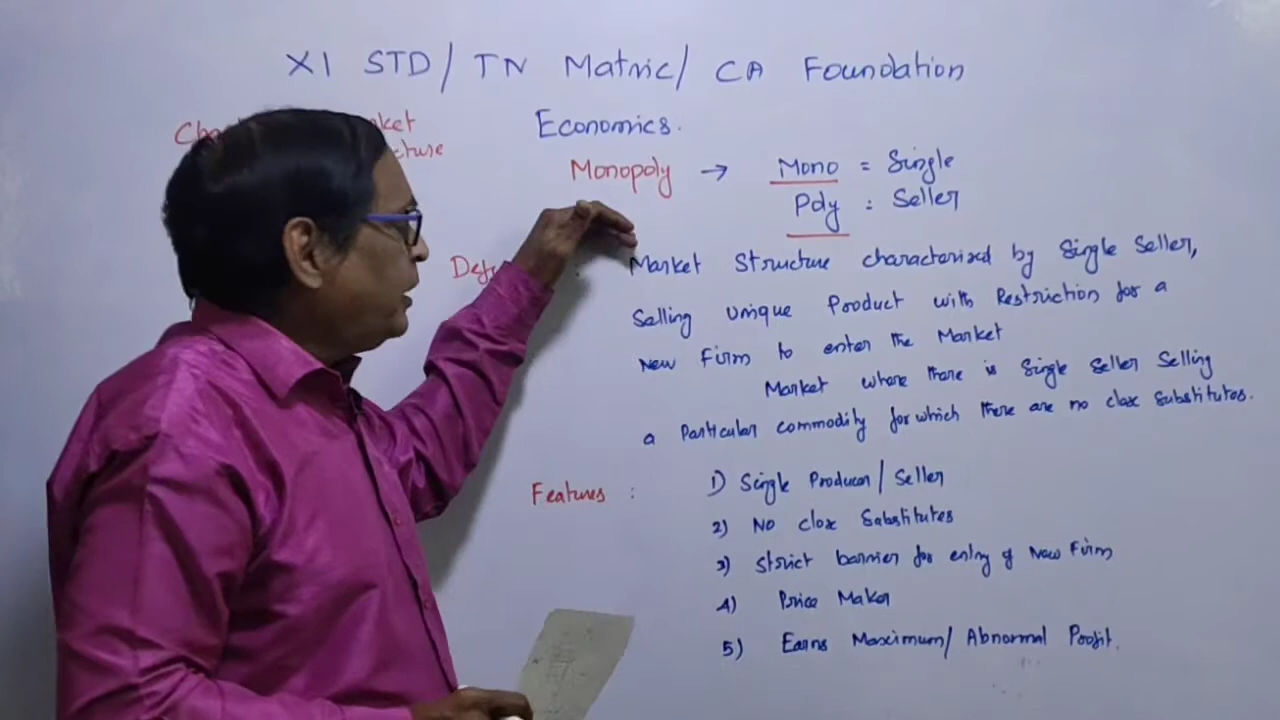 XI STD/ TN Matric/ CA Foundation
Economics.
Monopoly → Mono = Single
Poly : Seller
Market Structure characterized by Single Seller,
Selling Unique Product with Restriction for a
New Firm to enter the Market
Market where there is Single Seller Selling
a Particular commodity for which there are no close Substitutes.
Features : 1) Single Producer/ Seller
2) No close Substitutes
3) Strict barrier for entry of New Firm
4) Price Maker
5) Earns Maximum/ Abnormal Profit.